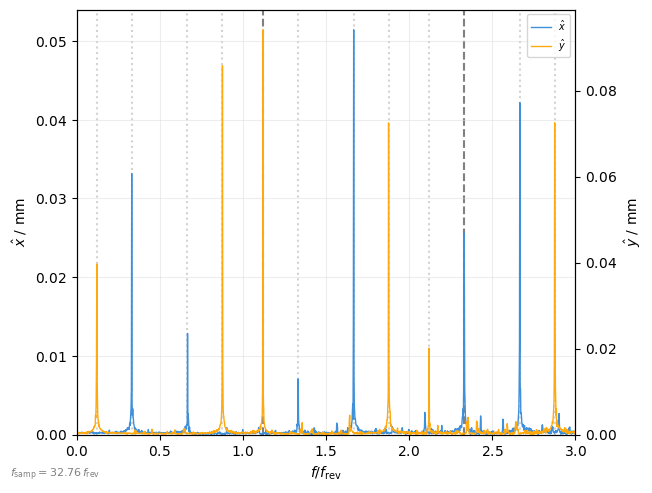 x̂
ŷ
0.05
0.04
0.03
0.02
0.01
0.00
x̂ / mm
0.08
0.06
0.04
0.02
0.00
ŷ / mm
0.0 0.5 1.0 1.5 2.0 2.5 3.0
f/f_rev
f_samp = 32.76 f_rev